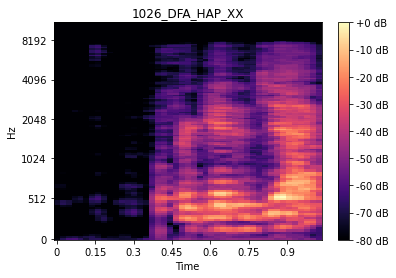 1026_DFA_HAP_XX
+0 dB
8192
-10 dB
4096
-20 dB
-30 dB
2048
Hz
-40 dB
1024
-50 dB
512
-60 dB
-70 dB
0
-80 dB
0 0.15 0.3 0.45 0.6 0.75 0.9
Time